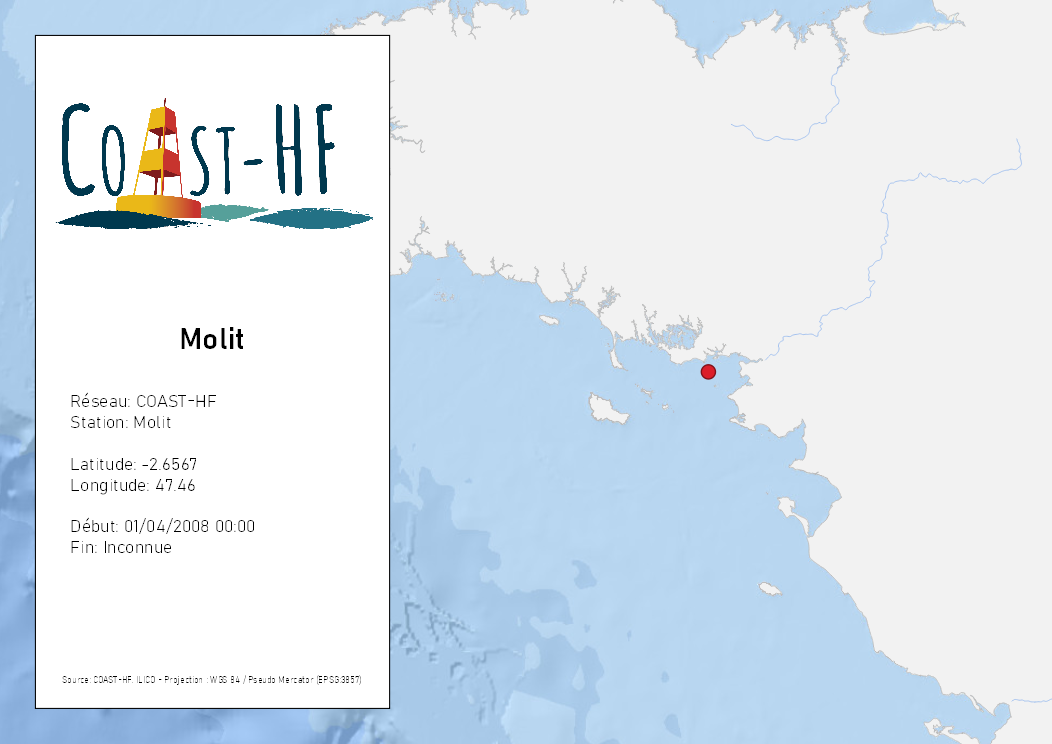 COAST-HF
Molit
Réseau: COAST-HF
Station: Molit
Latitude: -2.6567
Longitude: 47.46
Début: 01/04/2008 00:00
Fin: Inconnue
Source: COAST-HF, ILICO - Projection : WGS 84 / Pseudo Mercator (EPSG:3857)